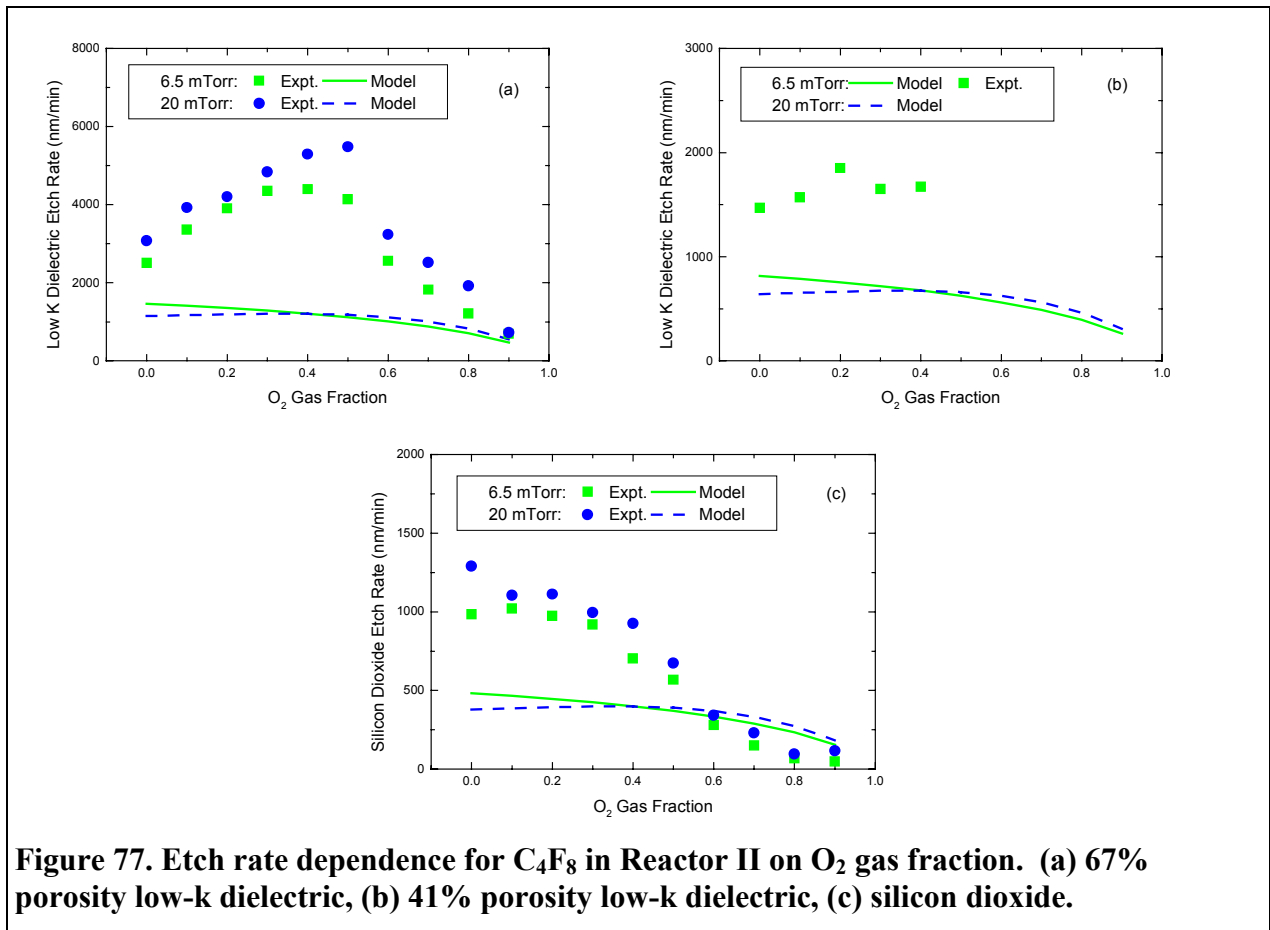 8000
6000
4000
2000
0
Low K Dielectric Etch Rate (nm/min)
6.5 mTorr: Expt. Model
20 mTorr: Expt. Model
(a)
0.0 0.2 0.4 0.6 0.8 1.0
O₂ Gas Fraction
3000
2000
1000
0
Low K Dielectric Etch Rate (nm/min)
6.5 mTorr: Model Expt.
20 mTorr: Model
(b)
0.0 0.2 0.4 0.6 0.8 1.0
O₂ Gas Fraction
2000
1500
1000
500
0
Silicon Dioxide Etch Rate (nm/min)
6.5 mTorr: Expt. Model
20 mTorr: Expt. Model
(c)
0.0 0.2 0.4 0.6 0.8 1.0
O₂ Gas Fraction
Figure 77. Etch rate dependence for C₄F₈ in Reactor II on O₂ gas fraction. (a) 67%
porosity low-k dielectric, (b) 41% porosity low-k dielectric, (c) silicon dioxide.